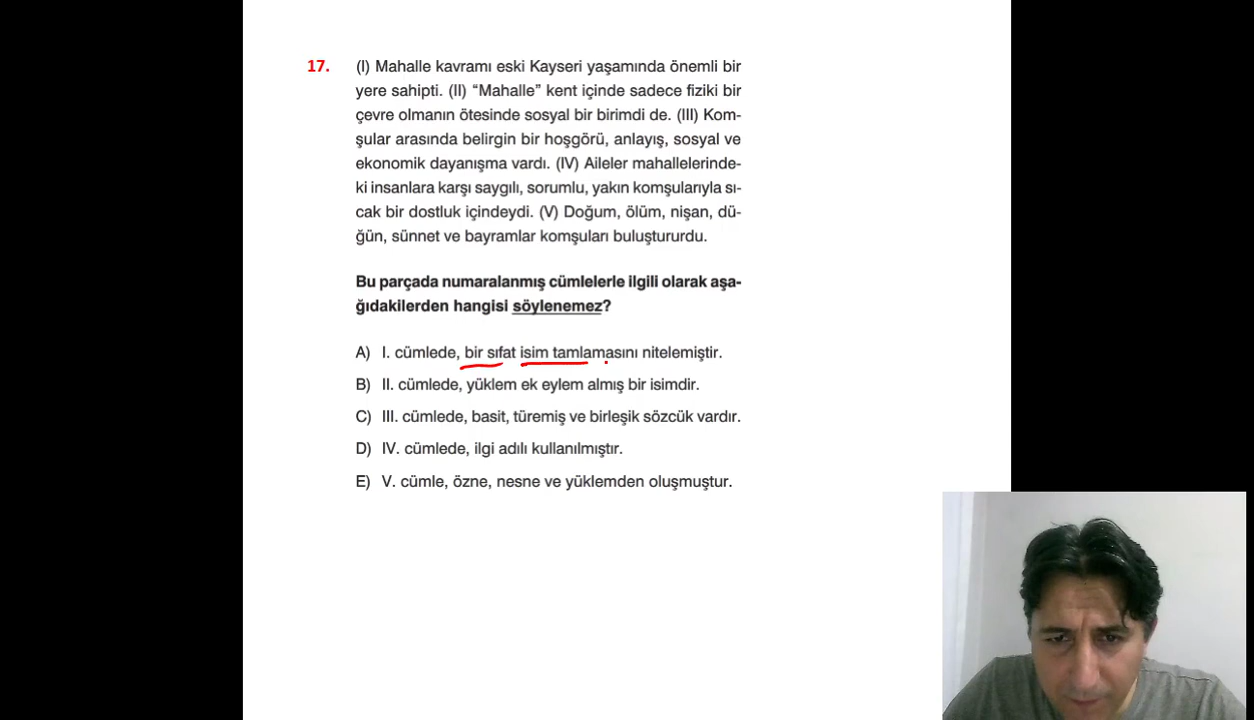 17. (I) Mahalle kavramı eski Kayseri yaşamında önemli bir
yere sahipti. (II) “Mahalle” kent içinde sadece fiziki bir
çevre olmanın ötesinde sosyal bir birimdi de. (III) Kom-
şular arasında belirgin bir hoşgörü, anlayış, sosyal ve
ekonomik dayanışma vardı. (IV) Aileler mahallelerinde-
ki insanlara karşı saygılı, sorumlu, yakın komşularıyla sı-
cak bir dostluk içindeydi. (V) Doğum, ölüm, nişan, dü-
ğün, sünnet ve bayramlar komşuları buluştururdu.
Bu parçada numaralanmış cümlelerle ilgili olarak aşa-
ğıdakilerden hangisi söylenemez?
A) I. cümlede, bir sıfat isim tamlamasını nitelemiştir.
B) II. cümlede, yüklem ek eylem almış bir isimdir.
C) III. cümlede, basit, türemiş ve birleşik sözcük vardır.
D) IV. cümlede, ilgi adılı kullanılmıştır.
E) V. cümle, özne, nesne ve yüklemden oluşmuştur.